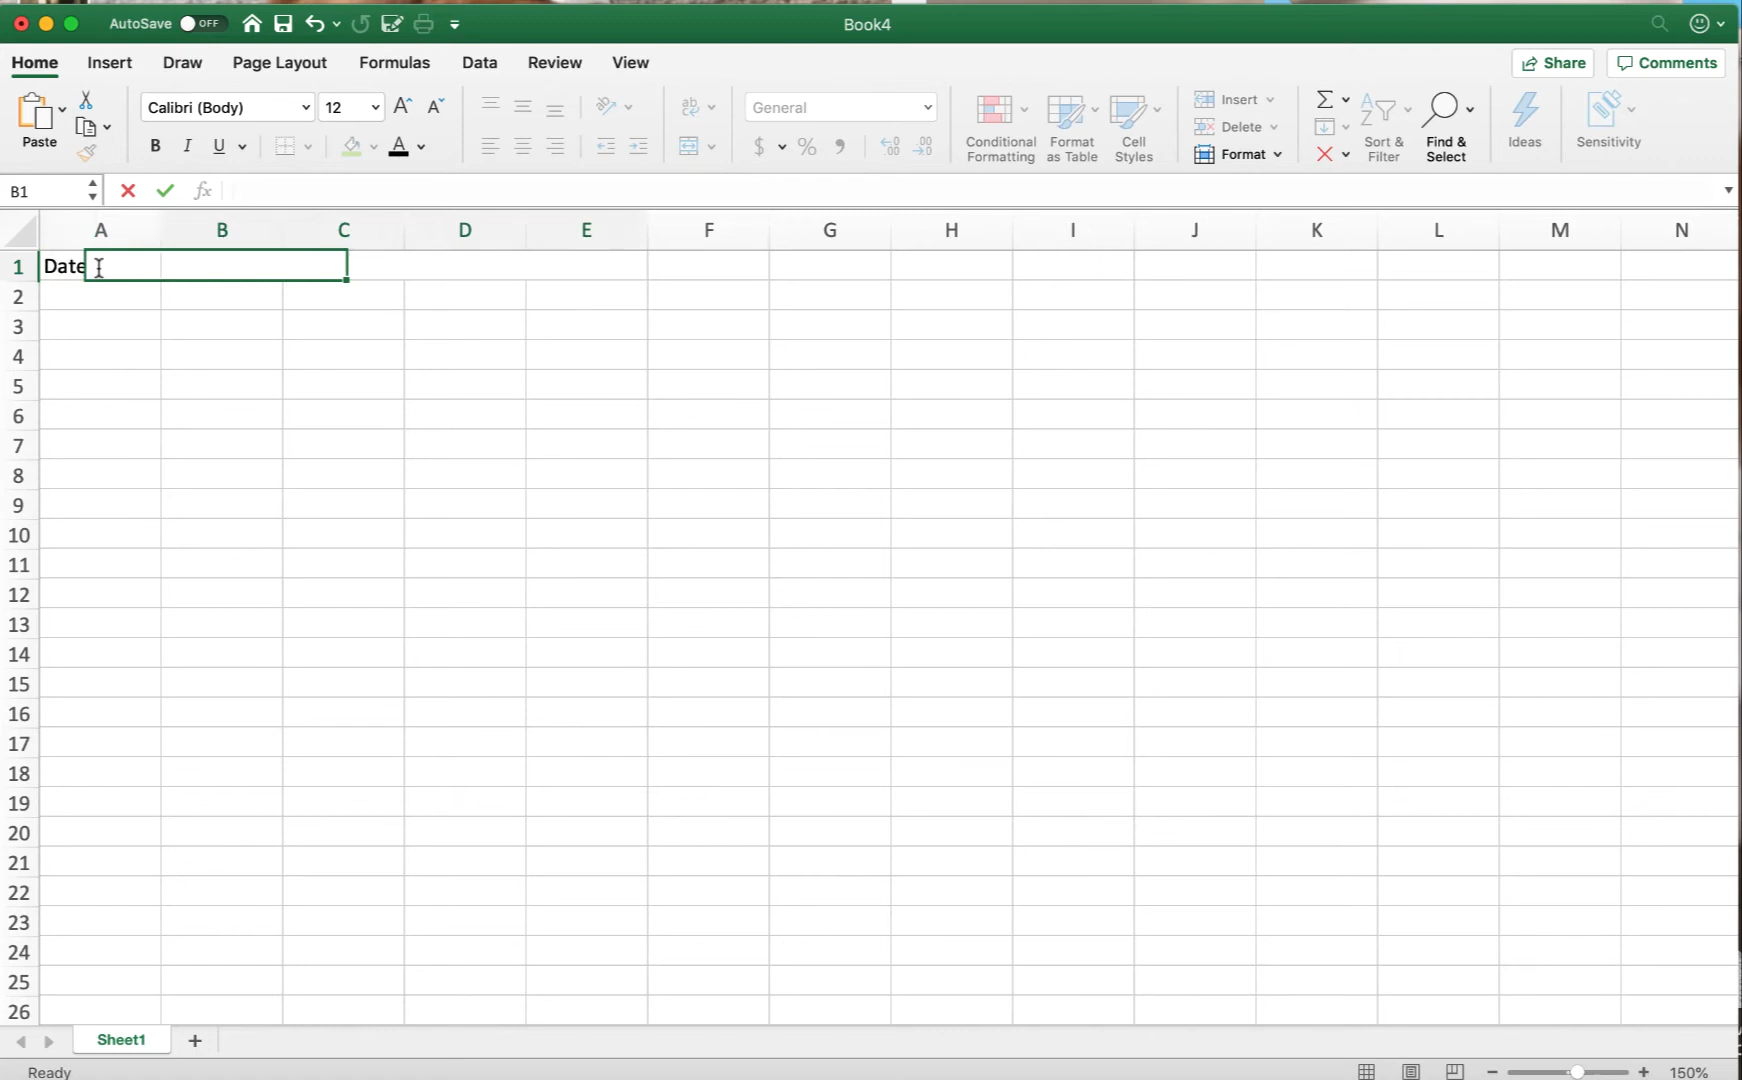 AutoSave OFF
Book4
Home Insert Draw Page Layout Formulas Data Review View Share Comments
Paste
Calibri (Body) 12
B I U A
ab
General
$ % 9
Conditional Formatting
Format as Table
Cell Styles
Insert
Delete
Format
Sort & Filter
Find & Select
Ideas
Sensitivity
B1 fx
A B C D E F G H I J K L M N
1 Date
2
3
4
5
6
7
8
9
10
11
12
13
14
15
16
17
18
19
20
21
22
23
24
25
26
Sheet1 +
Ready 150%